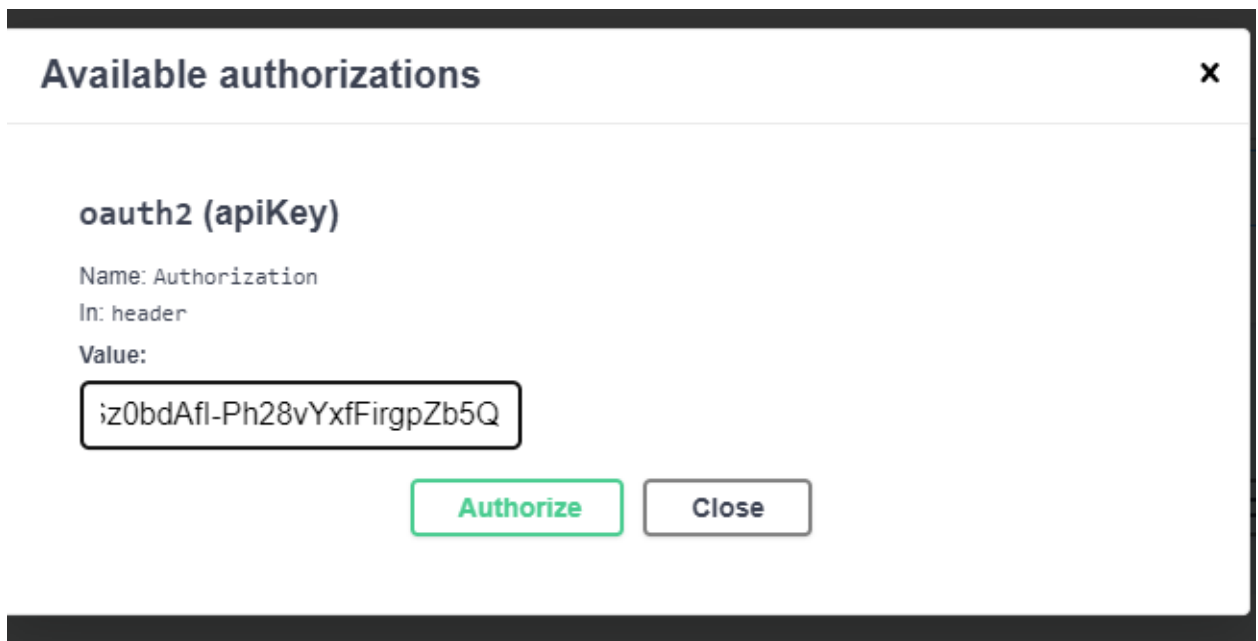 Available authorizations
×
oauth2 (apiKey)
Name: Authorization
In: header
Value:
z0bdAfl-Ph28vYxfFirgpZb5Q
Authorize
Close